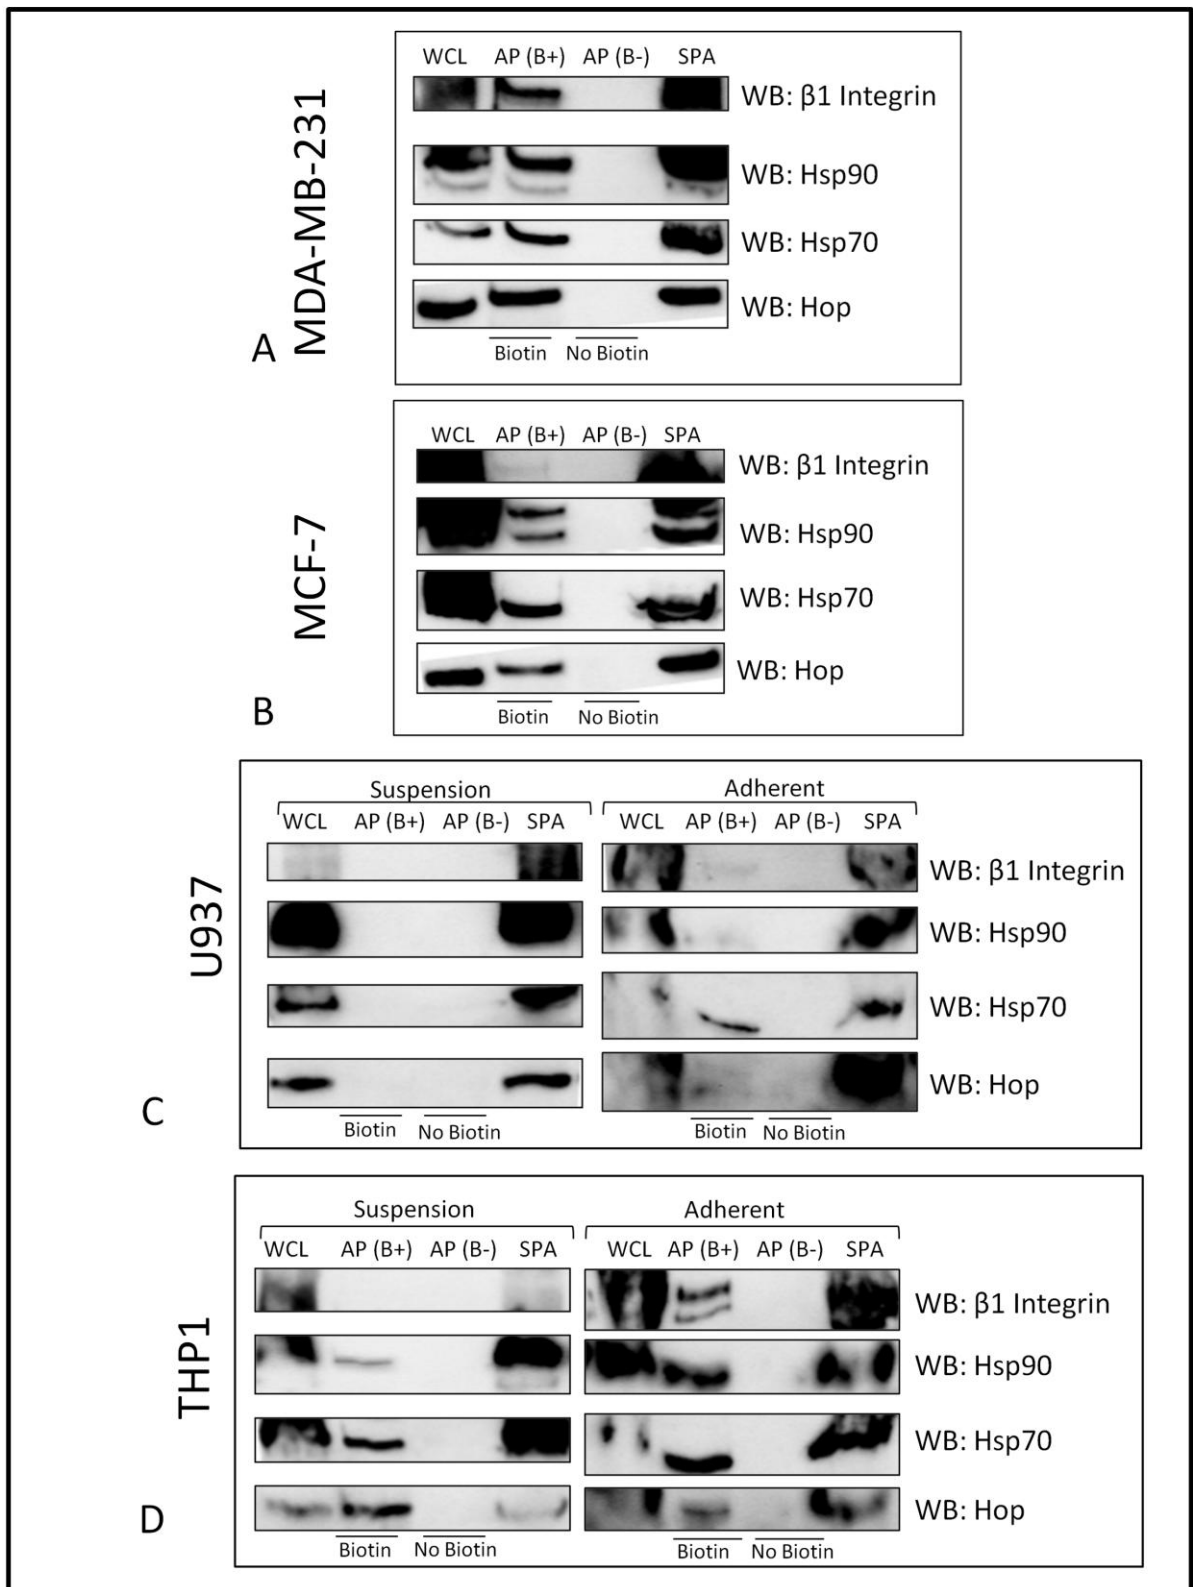 WCL AP (B+) AP (B-) SPA
WB: β1 Integrin
WB: Hsp90
WB: Hsp70
WB: Hop
Biotin No Biotin
MDA-MB-231
A
WCL AP (B+) AP (B-) SPA
WB: β1 Integrin
WB: Hsp90
WB: Hsp70
WB: Hop
Biotin No Biotin
MCF-7
B
Suspension Adherent
WCL AP (B+) AP (B-) SPA WCL AP (B+) AP (B-) SPA
WB: β1 Integrin
WB: Hsp90
WB: Hsp70
WB: Hop
Biotin No Biotin Biotin No Biotin
U937
C
Suspension Adherent
WCL AP (B+) AP (B-) SPA WCL AP (B+) AP (B-) SPA
WB: β1 Integrin
WB: Hsp90
WB: Hsp70
WB: Hop
Biotin No Biotin Biotin No Biotin
THP1
D